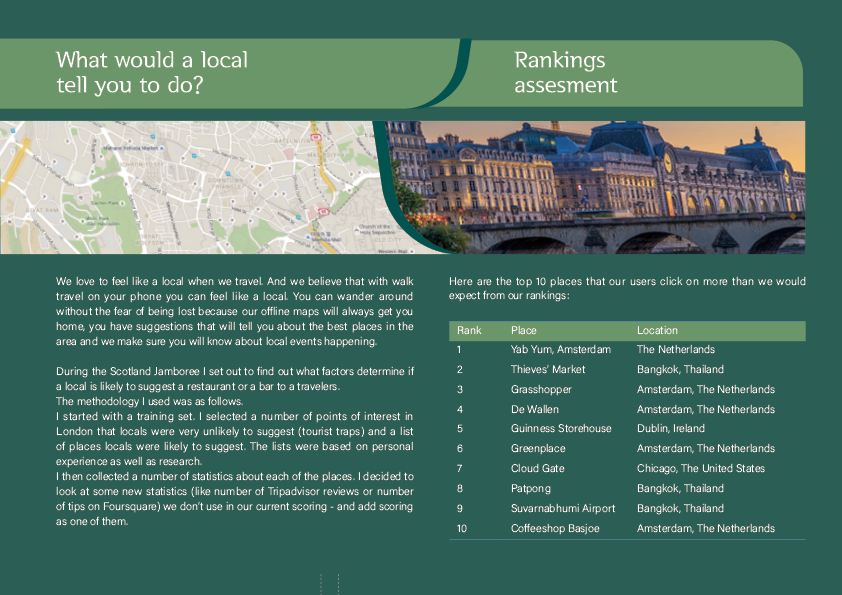 What would a local
tell you to do?
Rankings
assesment
Church of the
Holy Sepulchre
We love to feel like a local when we travel. And we believe that with walk
travel on your phone you can feel like a local. You can wander around
without the fear of being lost because our offline maps will always get you
home, you have suggestions that will tell you about the best places in the
area and we make sure you will know about local events happening.
During the Scotland Jamboree I set out to find out what factors determine if
a local is likely to suggest a restaurant or a bar to a travelers.
The methodology I used was as follows.
I started with a training set. I selected a number of points of interest in
London that locals were very unlikely to suggest (tourist traps) and a list
of places locals were likely to suggest. The lists were based on personal
experience as well as research.
I then collected a number of statistics about each of the places. I decided to
look at some new statistics (like number of Tripadvisor reviews or number
of tips on Foursquare) we don't use in our current scoring - and add scoring
as one of them.
Here are the top 10 places that our users click on more than we would
expect from our rankings:
Rank Place Location
1 Yab Yum, Amsterdam The Netherlands
2 Thieves' Market Bangkok, Thailand
3 Grasshopper Amsterdam, The Netherlands
4 De Wallen Amsterdam, The Netherlands
5 Guinness Storehouse Dublin, Ireland
6 Greenplace Amsterdam, The Netherlands
7 Cloud Gate Chicago, The United States
8 Patpong Bangkok, Thailand
9 Suvarnabhumi Airport Bangkok, Thailand
10 Coffeeshop Basjoe Amsterdam, The Netherlands